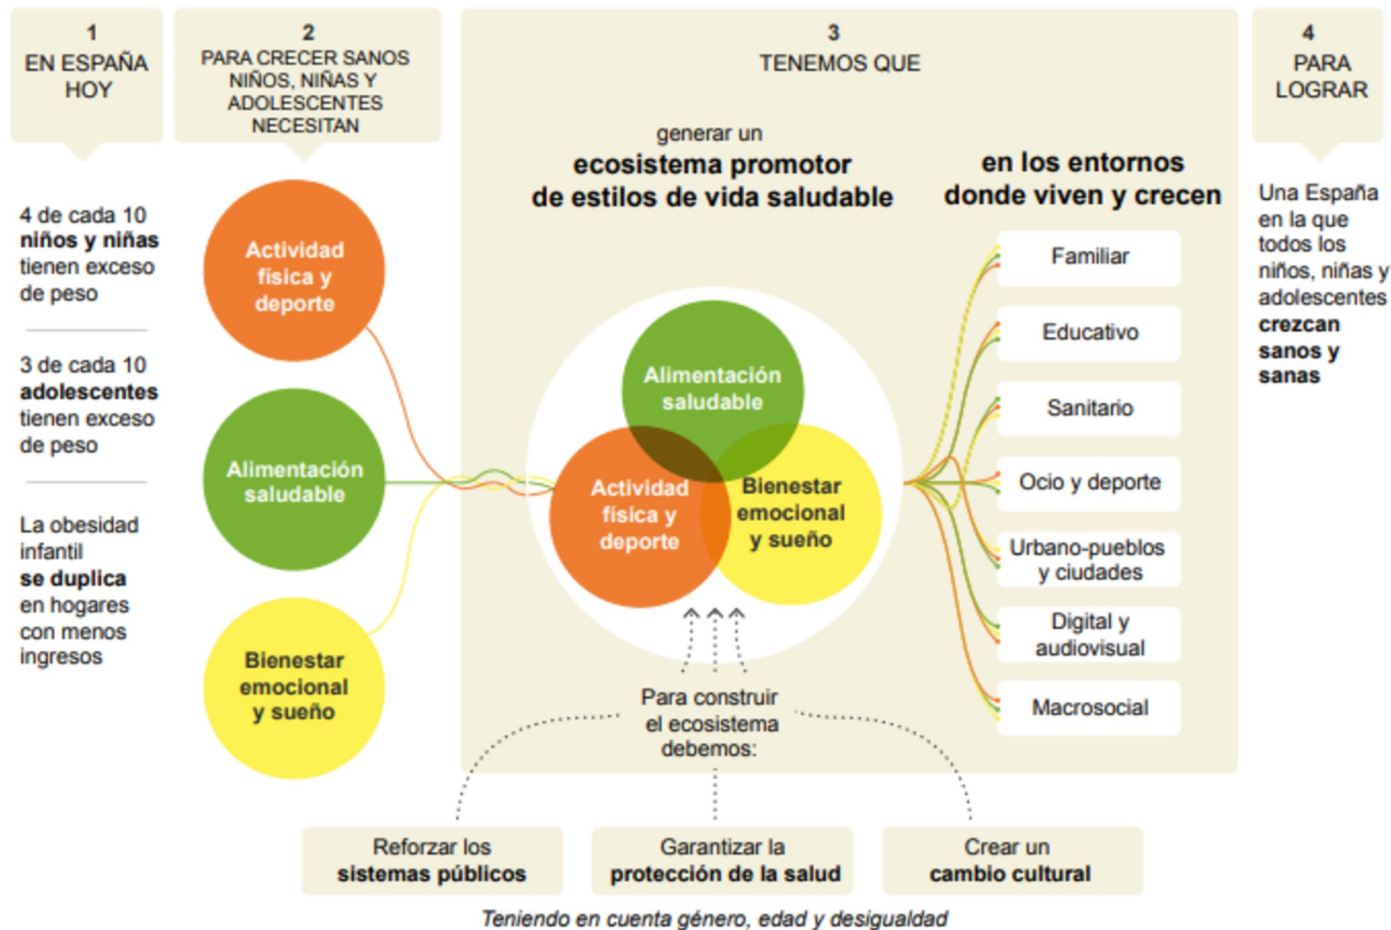 1
EN ESPAÑA
HOY
4 de cada 10
niños y niñas
tienen exceso
de peso
3 de cada 10
adolescentes
tienen exceso
de peso
La obesidad
infantil
se duplica
en hogares
con menos
ingresos
2
PARA CRECER SANOS
NIÑOS, NIÑAS Y
ADOLESCENTES
NECESITAN
Actividad
física y
deporte
Alimentación
saludable
Bienestar
emocional
y sueño
3
TENEMOS QUE
generar un
ecosistema promotor
de estilos de vida saludable
Alimentación
saludable
Actividad
física y
deporte
Bienestar
emocional
y sueño
Para construir
el ecosistema
debemos:
Reforzar los
sistemas públicos
Garantizar la
protección de la salud
Crear un
cambio cultural
Teniendo en cuenta género, edad y desigualdad
en los entornos
donde viven y crecen
Familiar
Educativo
Sanitario
Ocio y deporte
Urbano-pueblos
y ciudades
Digital y
audiovisual
Macrosocial
4
PARA
LOGRAR
Una España
en la que
todos los
niños, niñas y
adolescentes
crezcan
sanos y
sanas